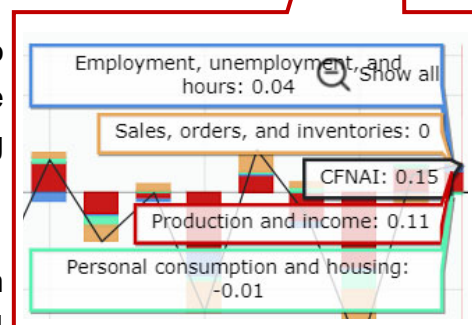 Employment, unemployment, and
hours: 0.04
Show all
Sales, orders, and inventories: 0
CFNAI: 0.15
Production and income: 0.11
Personal consumption and housing:
-0.01